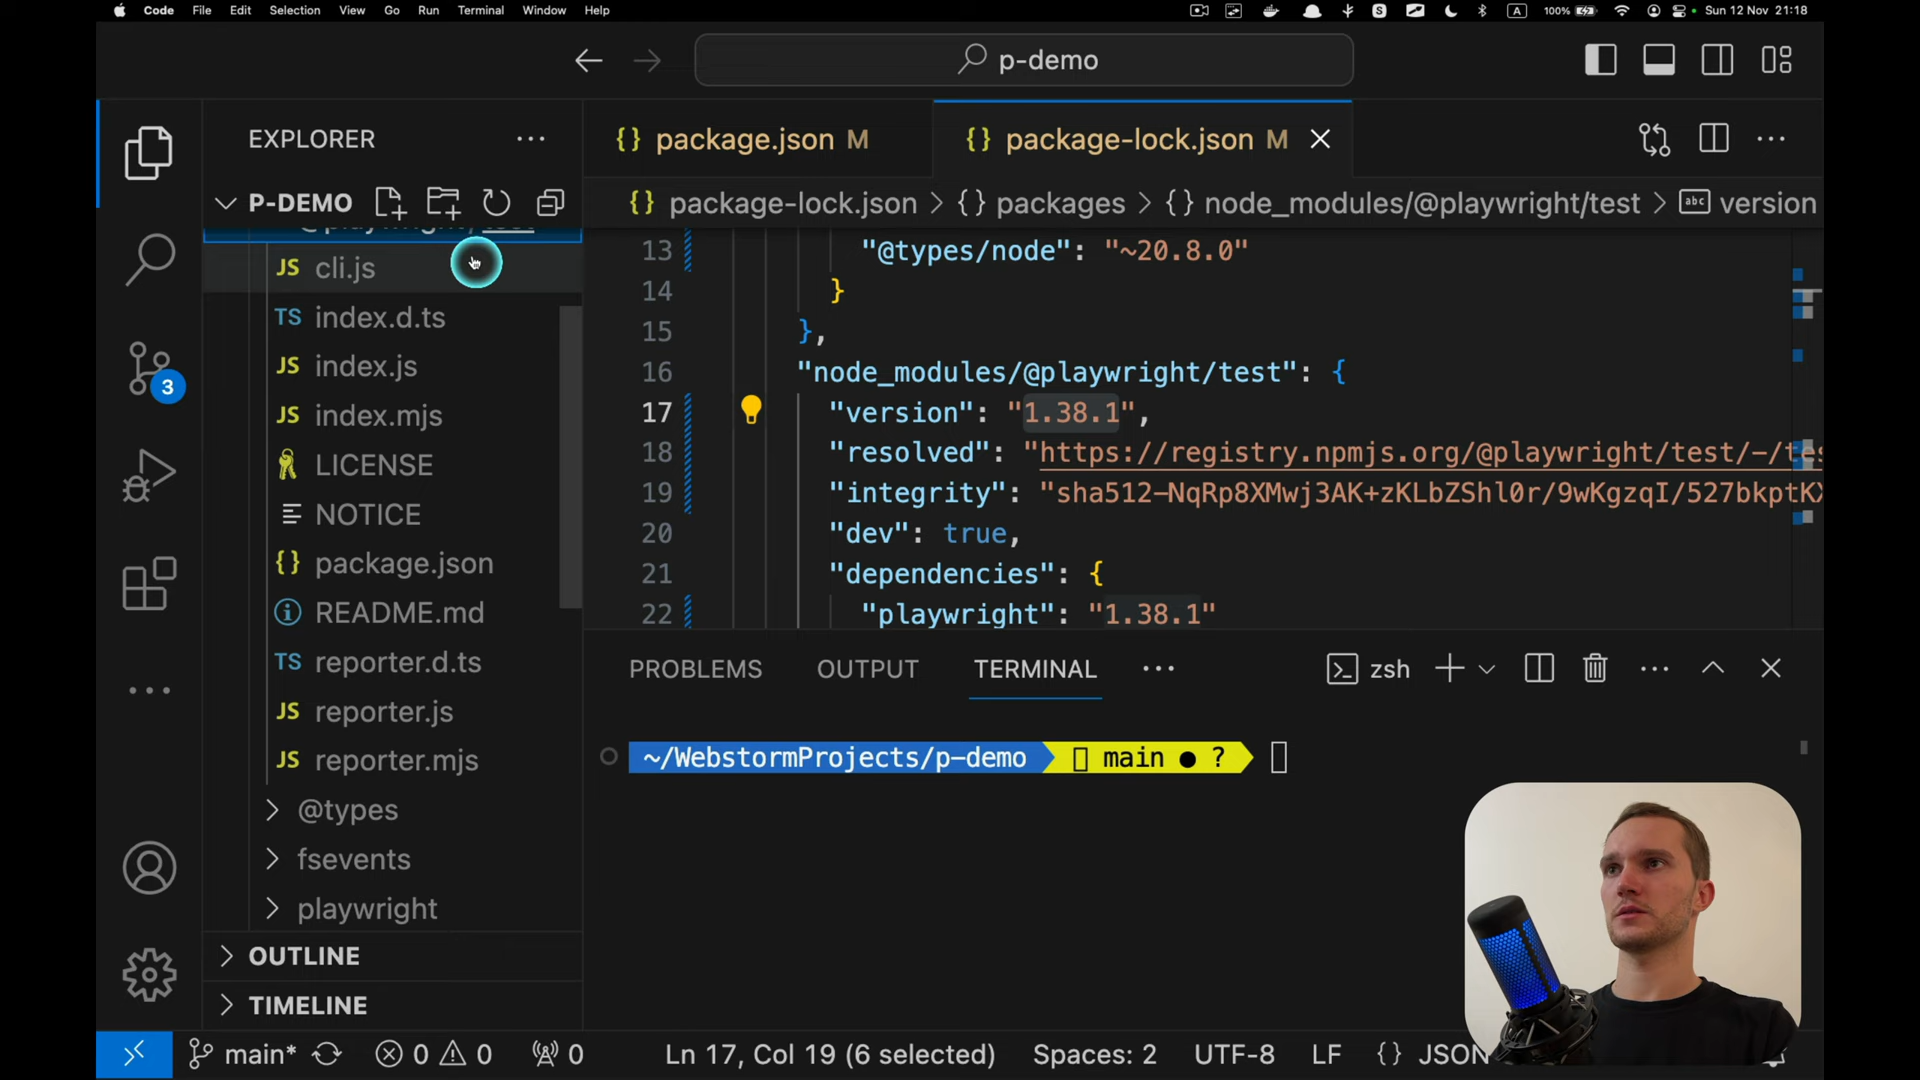 Code File Edit Selection View Go Run Terminal Window Help
A 100% Sun 12 Nov 21:18
p-demo
EXPLORER
P-DEMO
cli.js
index.d.ts
index.js
index.mjs
LICENSE
NOTICE
package.json
README.md
reporter.d.ts
reporter.js
reporter.mjs
@types
fsevents
playwright
OUTLINE
TIMELINE
3
JS
TS
JS
JS
{}
TS
JS
JS
{} package.json M
{} package-lock.json M
{} package-lock.json > {} packages > {} node_modules/@playwright/test > abc version
13 "@types/node": "~20.8.0"
14 }
15 },
16 "node_modules/@playwright/test": {
17 "version": "1.38.1",
18 "resolved": "https://registry.npmjs.org/@playwright/test/-/tes
19 "integrity": "sha512-NqRp8XMwj3AK+zKLbZShl0r/9wKgzqI/527bkptKX
20 "dev": true,
21 "dependencies": {
22 "playwright": "1.38.1"
PROBLEMS OUTPUT TERMINAL ··· zsh
~/WebstormProjects/p-demo main ● ?
main* 0 0 0 Ln 17, Col 19 (6 selected) Spaces: 2 UTF-8 LF {} JSON